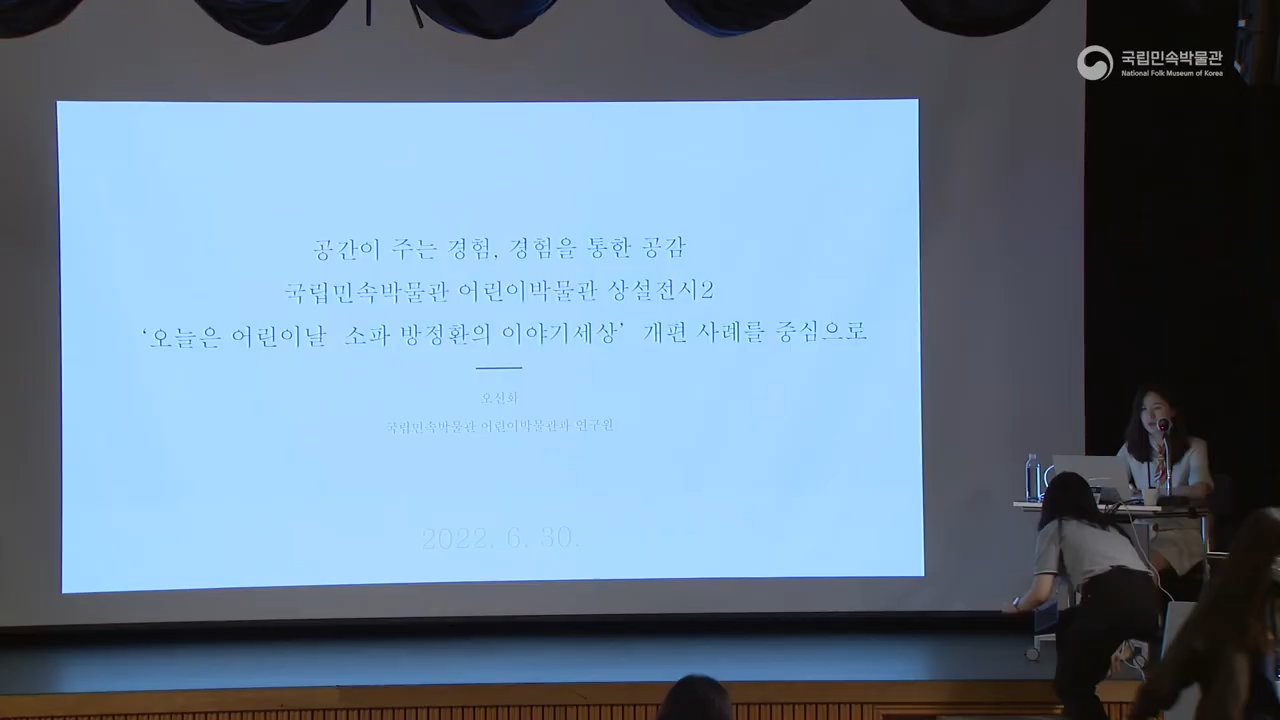 국립민속박물관
National Folk Museum of Korea
공간이 주는 경험, 경험을 통한 공감
국립민속박물관 어린이박물관 상설전시2
‘오늘은 어린이날 소파 방정환의 이야기세상’ 개편 사례를 중심으로
오선화
국립민속박물관 어린이박물관과 연구원
2022. 6. 30.